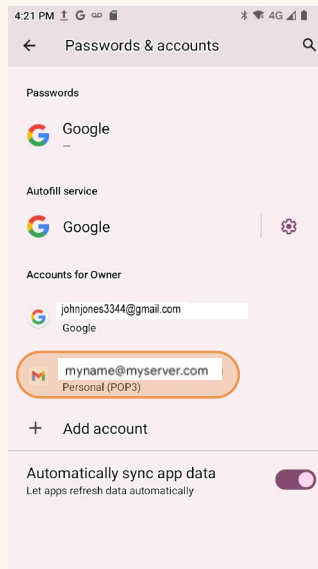 4:21 PM G 4G
Passwords & accounts
Passwords
Google
—
Autofill service
Google
Accounts for Owner
johnjones3344@gmail.com
Google
myname@myserver.com
Personal (POP3)
+ Add account
Automatically sync app data
Let apps refresh data automatically